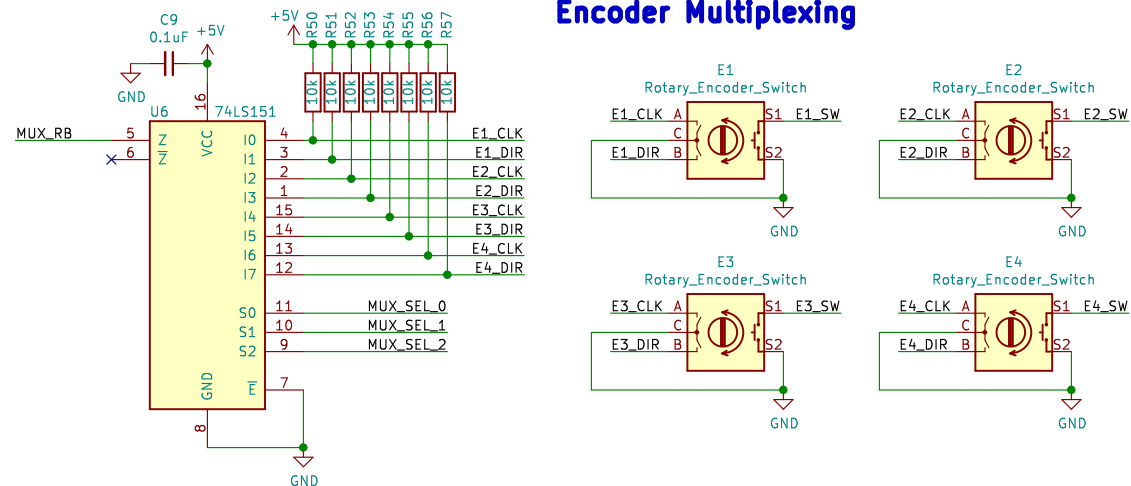 Encoder Multiplexing
C9
0.1uF
+5V
GND
+5V
R50
R51
R52
R53
R54
R55
R56
R57
10k
10k
10k
10k
10k
10k
10k
10k
U6
74LS151
16
VCC
MUX_RB
5
Z
6
Z
I0
4
E1_CLK
I1
3
E1_DIR
I2
2
E2_CLK
I3
1
E2_DIR
I4
15
E3_CLK
I5
14
E3_DIR
I6
13
E4_CLK
I7
12
E4_DIR
S0
11
MUX_SEL_0
S1
10
MUX_SEL_1
S2
9
MUX_SEL_2
E
7
GND
8
GND
E1
Rotary_Encoder_Switch
E1_CLK
A
C
E1_DIR
B
S1
E1_SW
S2
GND
E2
Rotary_Encoder_Switch
E2_CLK
A
C
E2_DIR
B
S1
E2_SW
S2
GND
E3
Rotary_Encoder_Switch
E3_CLK
A
C
E3_DIR
B
S1
E3_SW
S2
GND
E4
Rotary_Encoder_Switch
E4_CLK
A
C
E4_DIR
B
S1
E4_SW
S2
GND